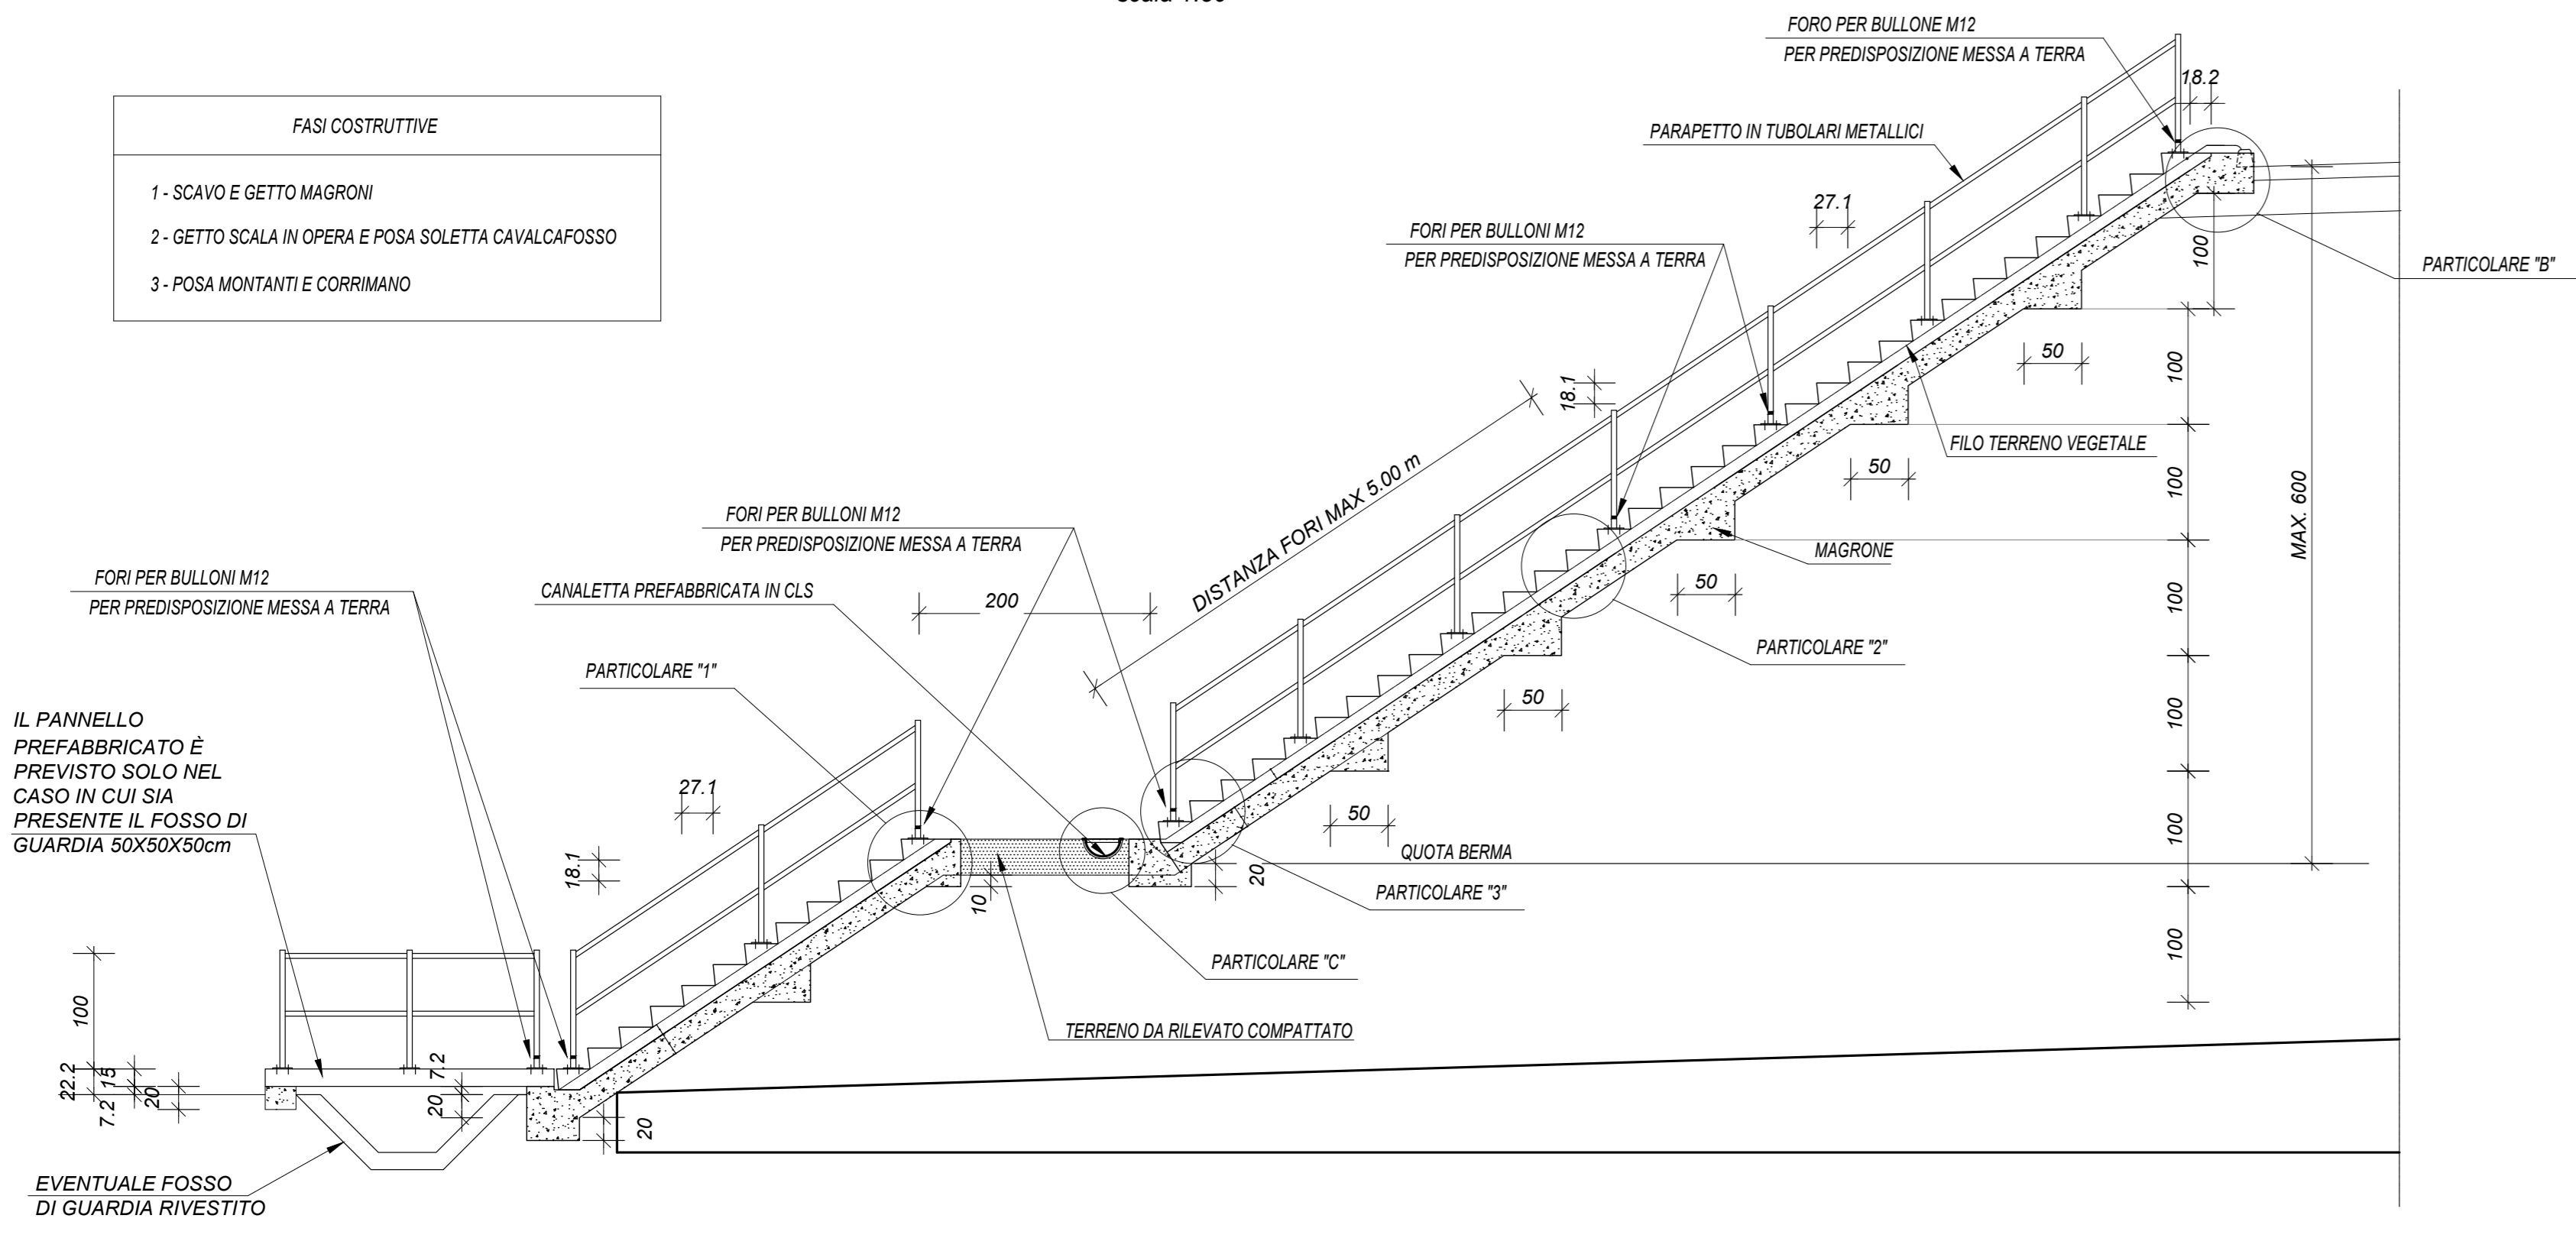 FORO PER BULLONE M12
PER PREDISPOSIZIONE MESSA A TERRA
18.2
FASI COSTRUTTIVE
1 - SCAVO E GETTO MAGRONI
2 - GETTO SCALA IN OPERA E POSA SOLETTA CAVALCAFOSSO
3 - POSA MONTANTI E CORRIMANO
PARAPETTO IN TUBOLARI METALLICI
27.1
FORI PER BULLONI M12
PER PREDISPOSIZIONE MESSA A TERRA
100
PARTICOLARE "B"
50
100
18.1
FILO TERRENO VEGETALE
50
100
MAX. 600
DISTANZA FORI MAX 5.00 m
FORI PER BULLONI M12
PER PREDISPOSIZIONE MESSA A TERRA
MAGRONE
FORI PER BULLONI M12
PER PREDISPOSIZIONE MESSA A TERRA
CANALETTA PREFABBRICATA IN CLS
200
50
100
PARTICOLARE "2"
PARTICOLARE "1"
50
100
IL PANNELLO
PREFABBRICATO È
PREVISTO SOLO NEL
CASO IN CUI SIA
PRESENTE IL FOSSO DI
GUARDIA 50X50X50cm
27.1
50
100
18.1
QUOTA BERMA
20
10
PARTICOLARE "3"
100
PARTICOLARE "C"
100
TERRENO DA RILEVATO COMPATTATO
22.2
15
7.2
20
7.2
20
20
EVENTUALE FOSSO
DI GUARDIA RIVESTITO